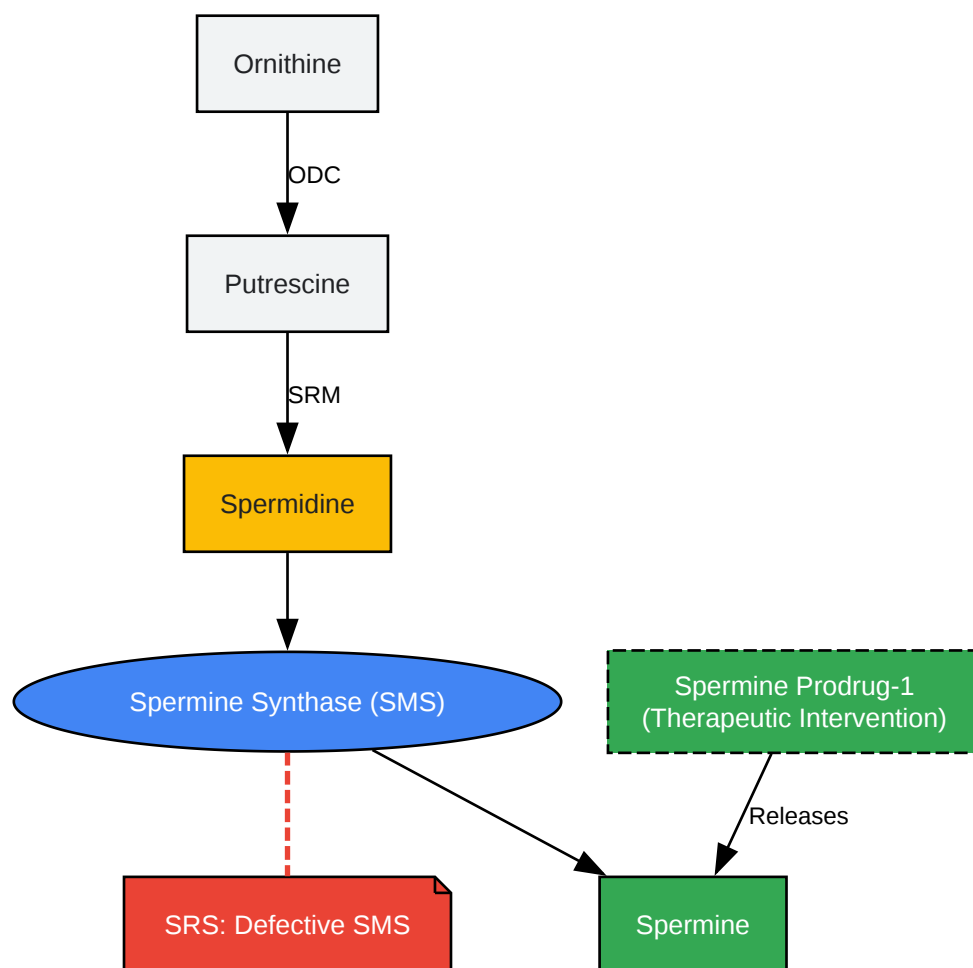 Ornithine
ODC
Putrescine
SRM
Spermidine
Spermine Synthase (SMS)
Spermine Prodrug-1
(Therapeutic Intervention)
Releases
SRS: Defective SMS
Spermine